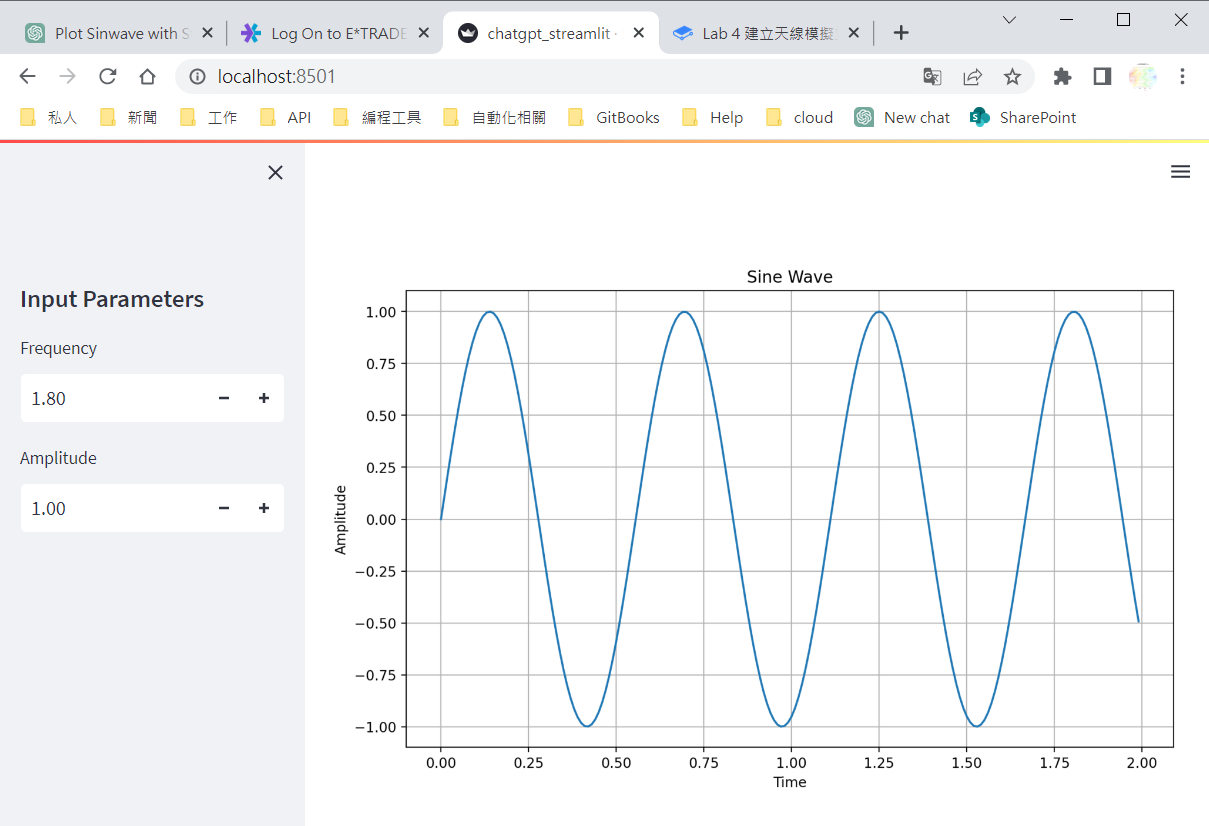 Plot Sinwave with S
Log On to E*TRADE
chatgpt_streamlit ·
Lab 4 建立天線模擬
localhost:8501
私人 新聞 工作 API 編程工具 自動化相關 GitBooks Help cloud New chat SharePoint
Input Parameters
Frequency
1.80
Amplitude
1.00
Sine Wave
1.00
0.75
0.50
0.25
0.00
−0.25
−0.50
−0.75
−1.00
Amplitude
0.00 0.25 0.50 0.75 1.00 1.25 1.50 1.75 2.00
Time